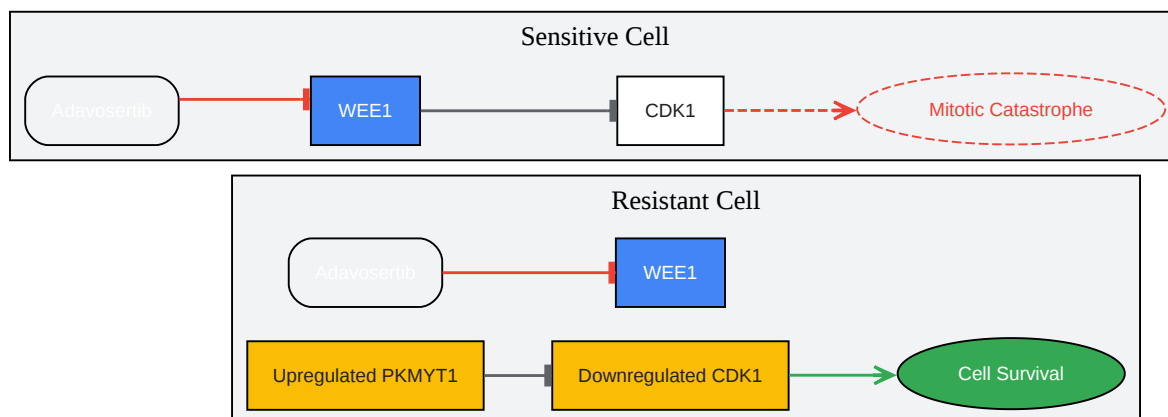 Sensitive Cell
Adavosertib
WEE1
CDK1
Mitotic Catastrophe
Resistant Cell
Adavosertib
WEE1
Upregulated PKMYT1
Downregulated CDK1
Cell Survival